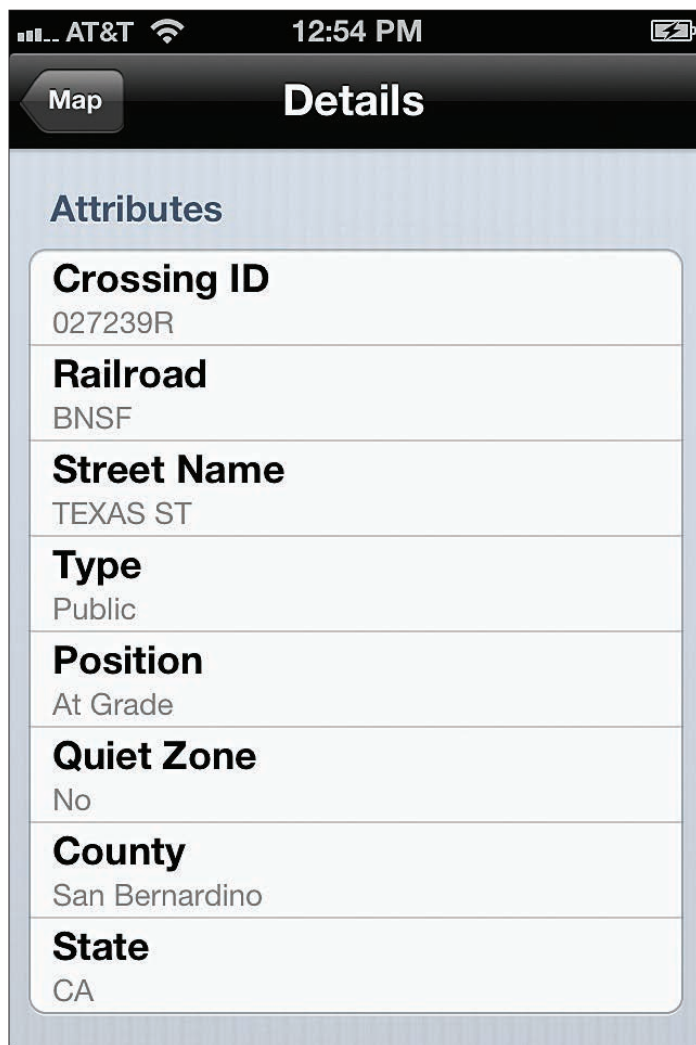 AT&T 12:54 PM
Map Details
Attributes
Crossing ID
027239R
Railroad
BNSF
Street Name
TEXAS ST
Type
Public
Position
At Grade
Quiet Zone
No
County
San Bernardino
State
CA